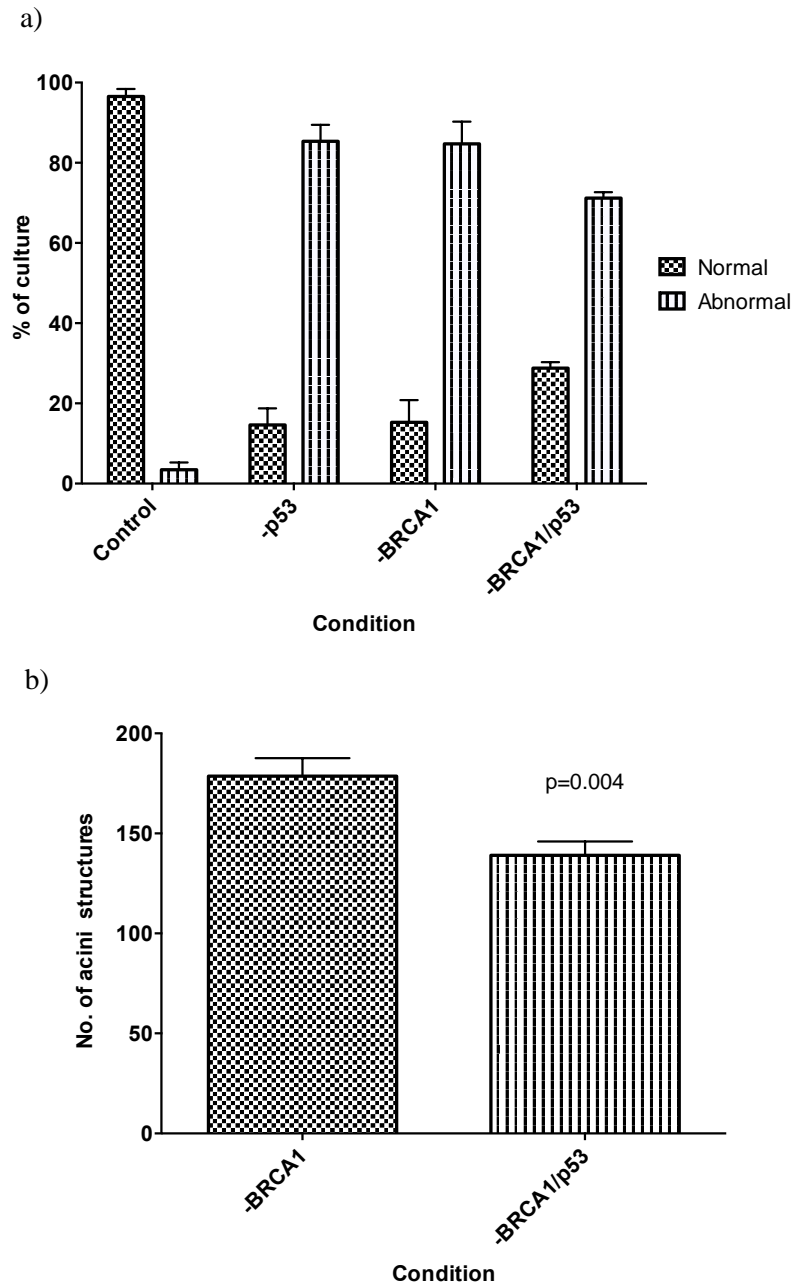 a)
100
80
60
40
20
0
% of culture
Control
-p53
-BRCA1
-BRCA1/p53
Condition
Normal
Abnormal
b)
200
150
100
50
0
No. of acini structures
p=0.004
-BRCA1
-BRCA1/p53
Condition